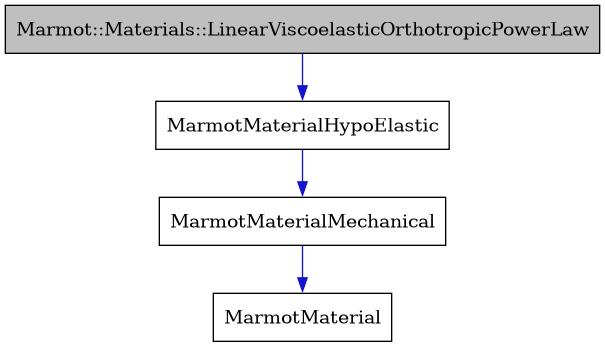 Marmot::Materials::LinearViscoelasticOrthotropicPowerLaw
MarmotMaterialHypoElastic
MarmotMaterialMechanical
MarmotMaterial